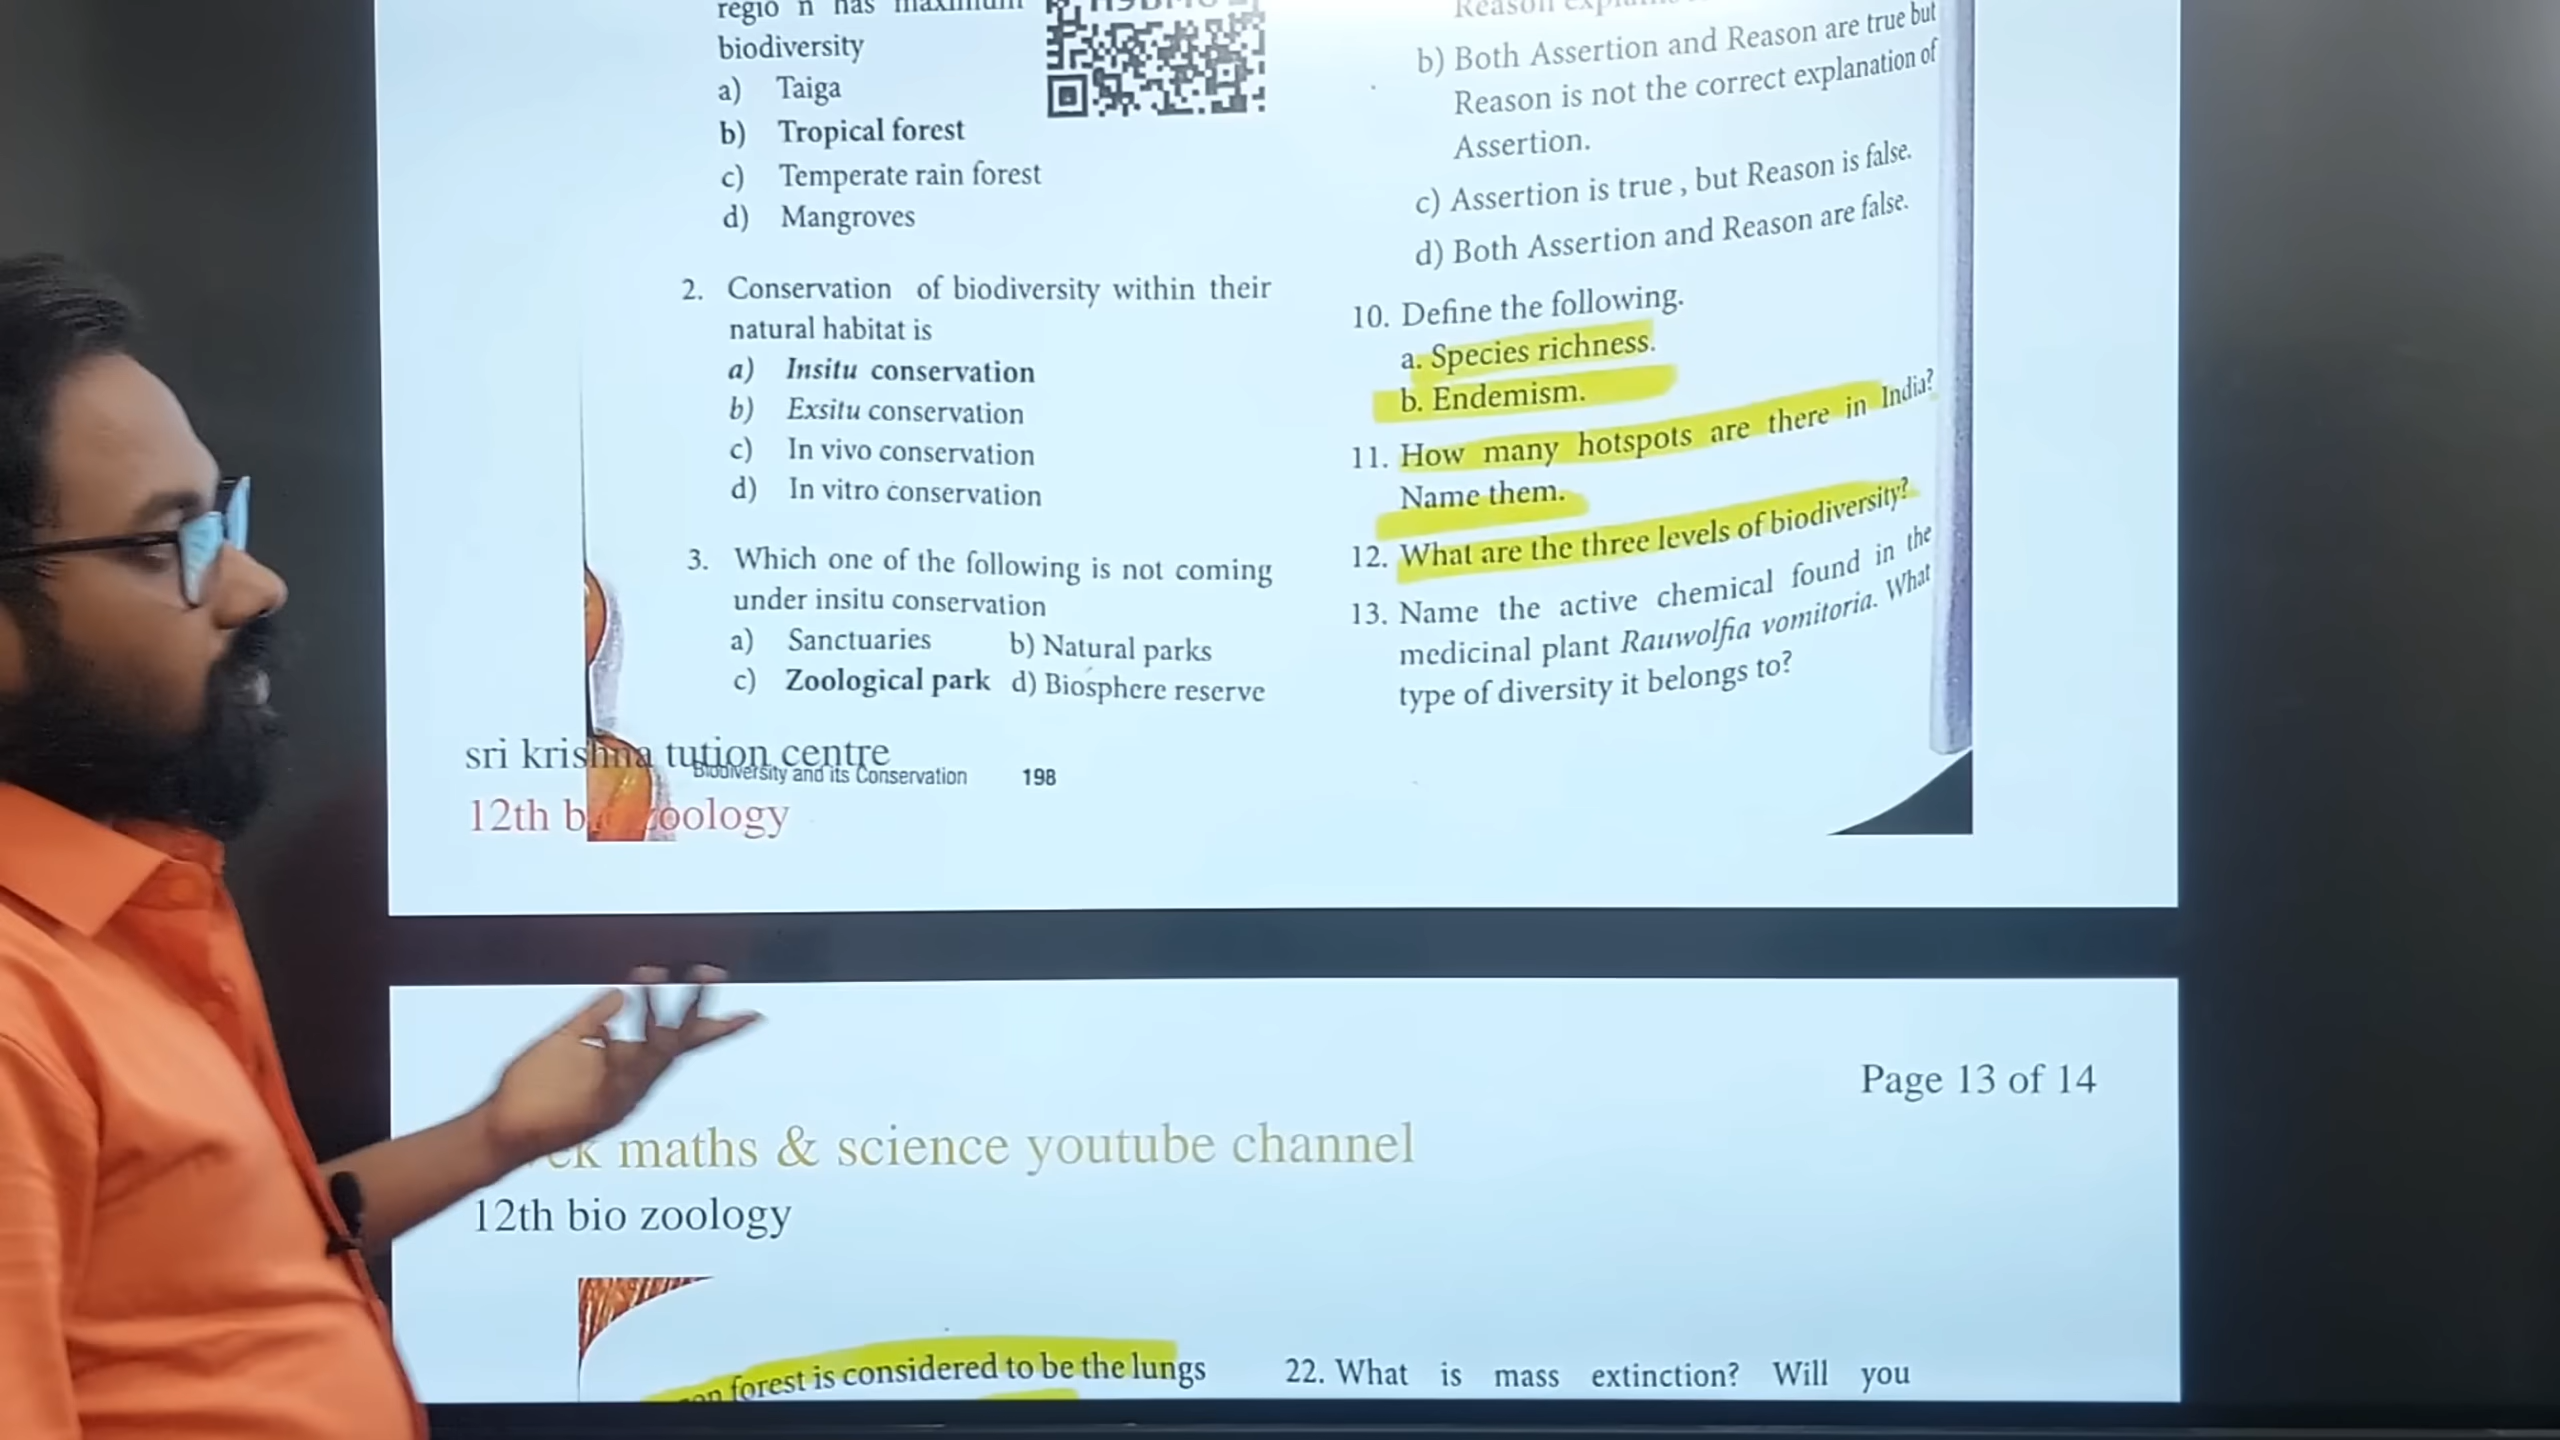 regio n has maximum
biodiversity
a) Taiga
b) Tropical forest
c) Temperate rain forest
d) Mangroves
2. Conservation of biodiversity within their
natural habitat is
a) Insitu conservation
b) Exsitu conservation
c) In vivo conservation
d) In vitro conservation
3. Which one of the following is not coming
under insitu conservation
a) Sanctuaries b) Natural parks
c) Zoological park d) Biosphere reserve
sri krishna tution centre
Biodiversity and its Conservation 198
12th b oology
Reason
b) Both Assertion and Reason are true but
Reason is not the correct explanation of
Assertion.
c) Assertion is true , but Reason is false.
d) Both Assertion and Reason are false.
10. Define the following.
a. Species richness.
b. Endemism.
11. How many hotspots are there in India?
Name them.
12. What are the three levels of biodiversity?
13. Name the active chemical found in the
medicinal plant Rauwolfia vomitoria. What
type of diversity it belongs to?
Page 13 of 14
maths & science youtube channel
12th bio zoology
forest is considered to be the lungs
22. What is mass extinction? Will you